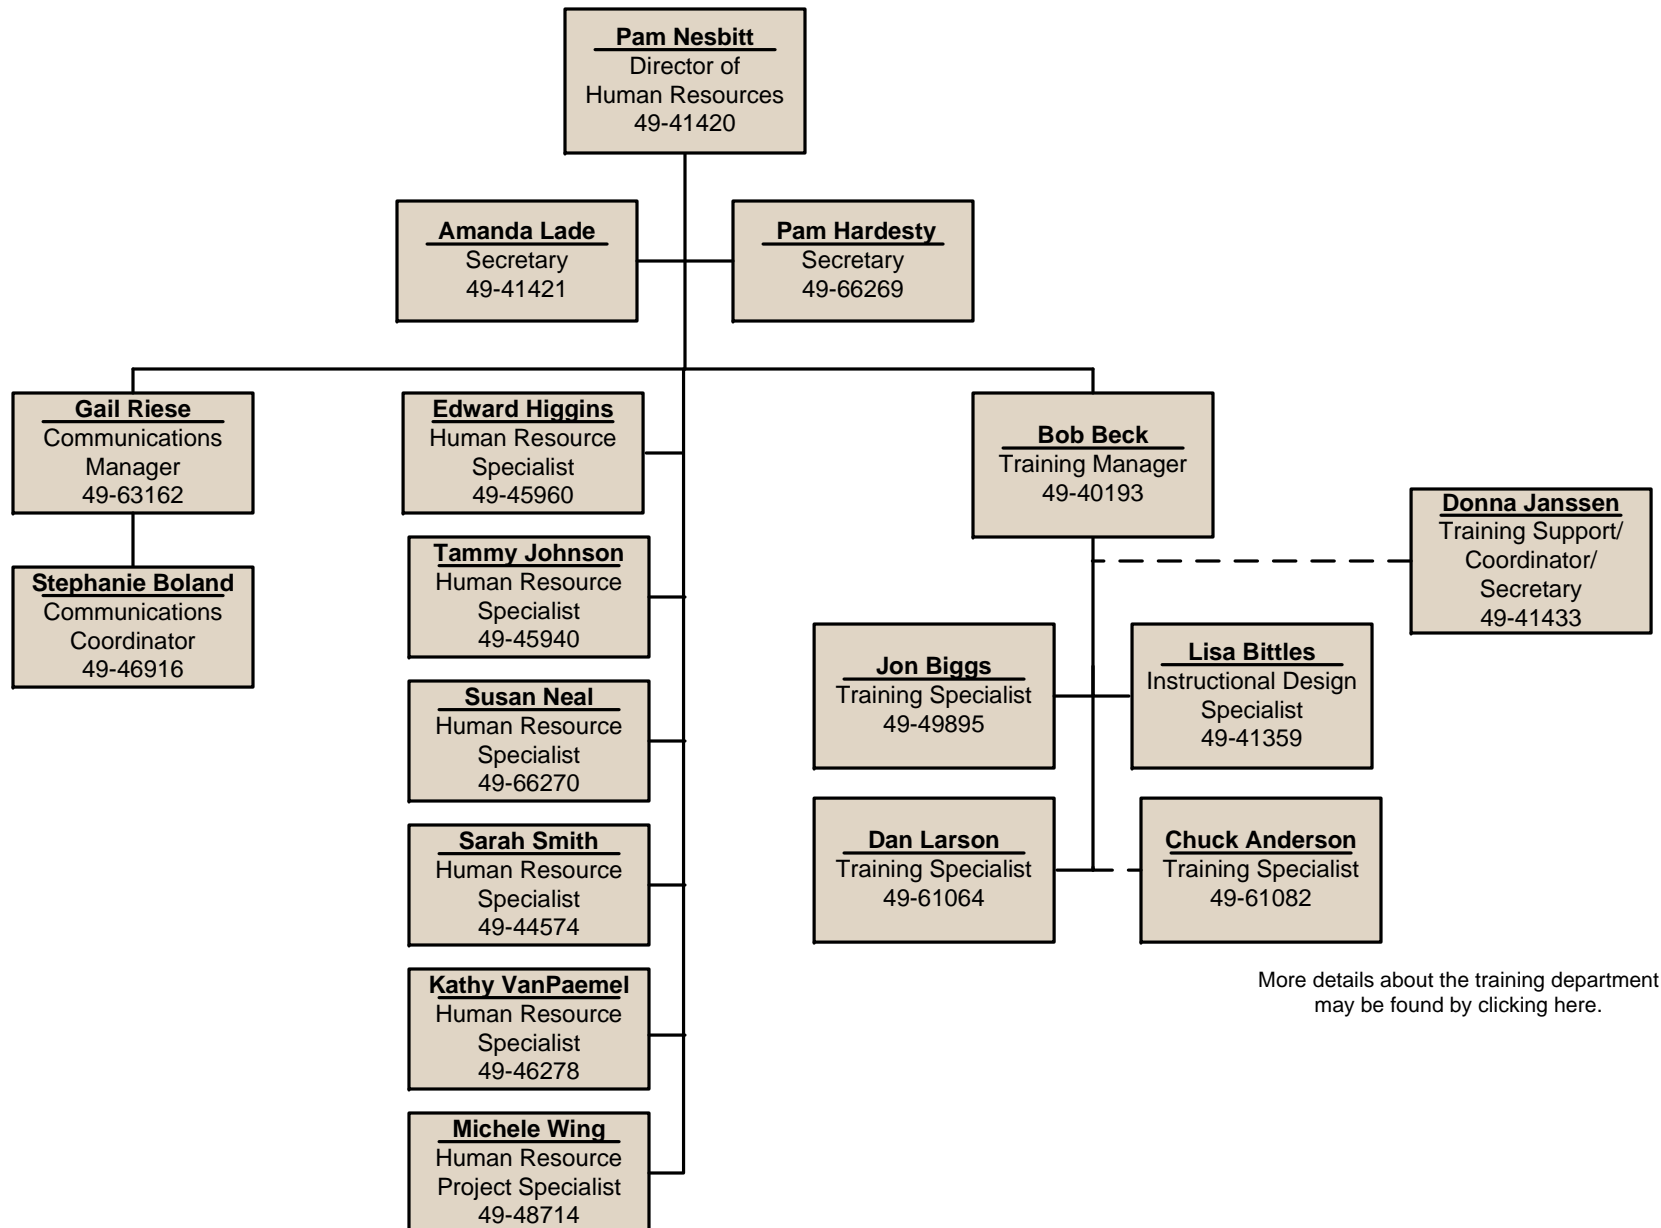 Pam Nesbitt
Director of
Human Resources
49-41420
Amanda Lade
Secretary
49-41421
Pam Hardesty
Secretary
49-66269
Gail Riese
Communications
Manager
49-63162
Stephanie Boland
Communications
Coordinator
49-46916
Edward Higgins
Human Resource
Specialist
49-45960
Tammy Johnson
Human Resource
Specialist
49-45940
Susan Neal
Human Resource
Specialist
49-66270
Sarah Smith
Human Resource
Specialist
49-44574
Kathy VanPaemel
Human Resource
Specialist
49-46278
Michele Wing
Human Resource
Project Specialist
49-48714
Bob Beck
Training Manager
49-40193
Donna Janssen
Training Support/
Coordinator/
Secretary
49-41433
Jon Biggs
Training Specialist
49-49895
Lisa Bittles
Instructional Design
Specialist
49-41359
Dan Larson
Training Specialist
49-61064
Chuck Anderson
Training Specialist
49-61082
More details about the training department
may be found by clicking here.